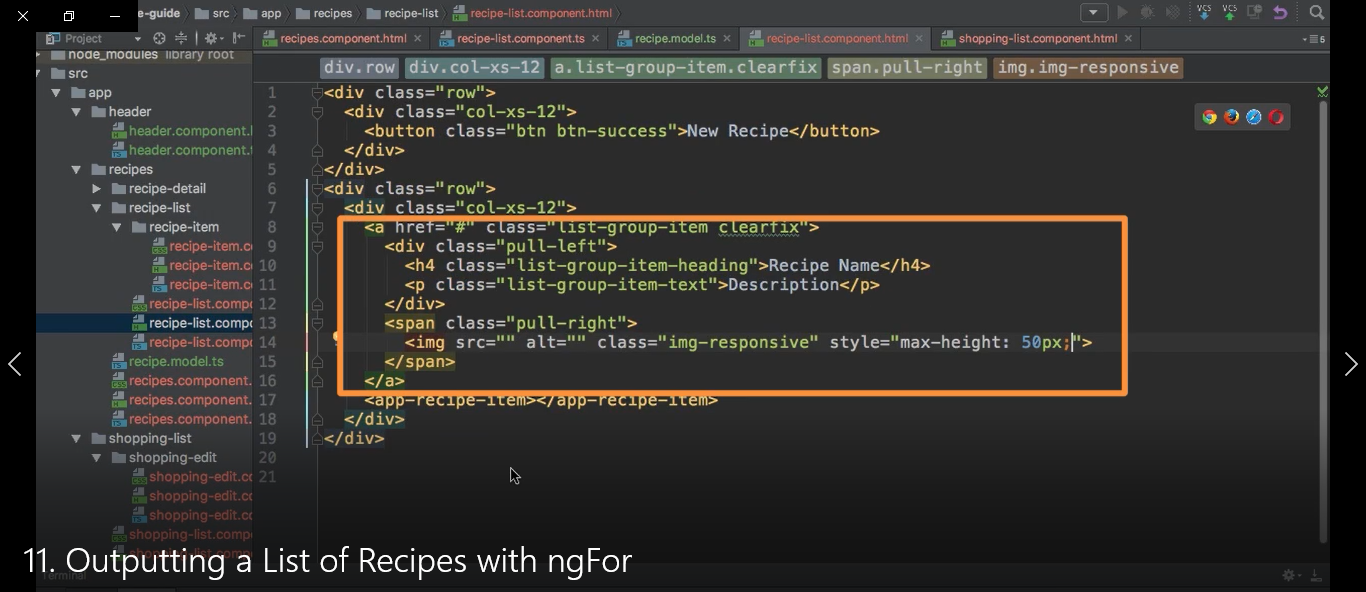 e-guide src app recipes recipe-list recipe-list.component.html
VCS VCS
Project
recipes.component.html recipe-list.component.ts recipe.model.ts recipe-list.component.html shopping-list.component.html
6
node_modules library root
src
app
header
header.component.
header.component.
recipes
recipe-detail
recipe-list
recipe-item
recipe-item.c
recipe-item.c
recipe-item.c
recipe-list.comp
recipe-list.comp
recipe-list.comp
recipe.model.ts
recipes.component.
recipes.component.
recipes.component.
shopping-list
shopping-edit
shopping-edit.c
shopping-edit.c
shopping-edit.c
shopping-list.comp
shopping-list.comp
div.row div.col-xs-12 a.list-group-item.clearfix span.pull-right img.img-responsive
1 <div class="row">
2 <div class="col-xs-12">
3 <button class="btn btn-success">New Recipe</button>
4 </div>
5 </div>
6 <div class="row">
7 <div class="col-xs-12">
8 <a href="#" class="list-group-item clearfix">
9 <div class="pull-left">
10 <h4 class="list-group-item-heading">Recipe Name</h4>
11 <p class="list-group-item-text">Description</p>
12 </div>
13 <span class="pull-right">
14 <img src="" alt="" class="img-responsive" style="max-height: 50px;">
15 </span>
16 </a>
17 <app-recipe-item></app-recipe-item>
18 </div>
19 </div>
20
21
11. Outputting a List of Recipes with ngFor
Terminal